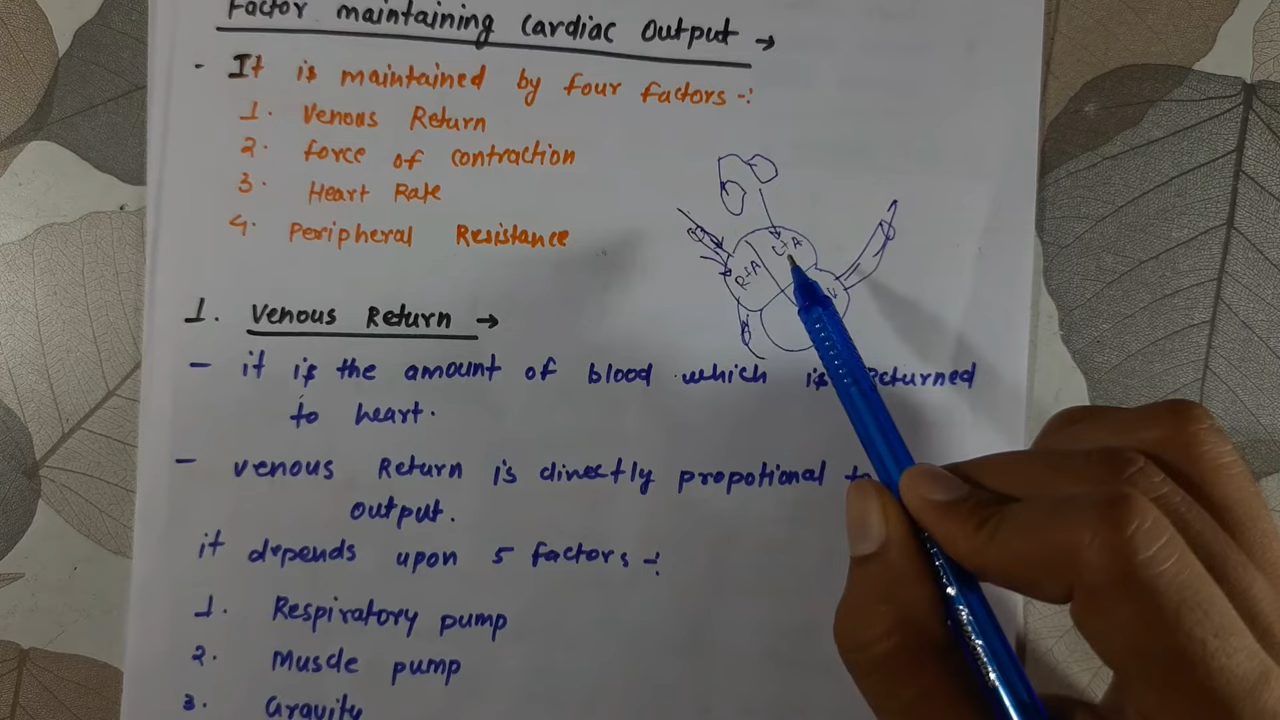 Factor maintaining Cardiac Output →
- It is maintained by four factors -:
1. Venous Return
2. force of contraction
3. Heart Rate
4. Peripheral Resistance
RtA LtA
1. Venous Return →
- it is the amount of blood which is Returned
to heart.
- Venous Return is directly propotional
output.
it depends upon 5 factors -:
1. Respiratory pump
2. Muscle pump
3. Gravity